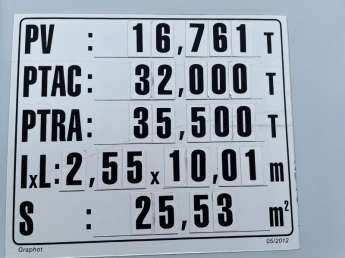 PV : 16,761 T
PTAC: 32,000 T
PTRA: 35,500 T
IxL: 2,55 x 10,01 m
S : 25,53 m²
Graphot 05/2012